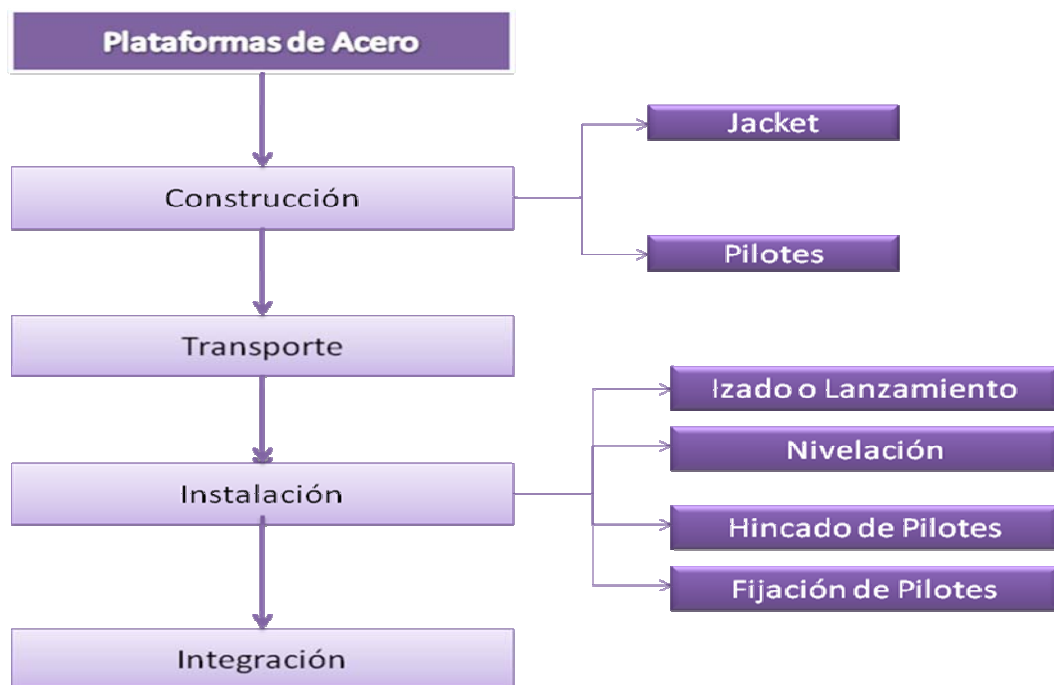 Plataformas de Acero
Jacket
Construcción
Pilotes
Transporte
Izado o Lanzamiento
Nivelación
Instalación
Hincado de Pilotes
Fijación de Pilotes
Integración